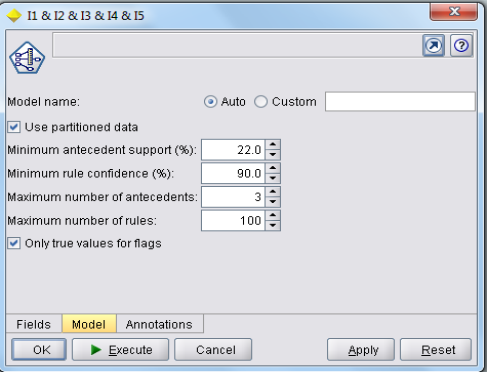 I1 & I2 & I3 & I4 & I5
Model name: Auto Custom
Use partitioned data
Minimum antecedent support (%): 22.0
Minimum rule confidence (%): 90.0
Maximum number of antecedents: 3
Maximum number of rules: 100
Only true values for flags
Fields Model Annotations
OK Execute Cancel Apply Reset